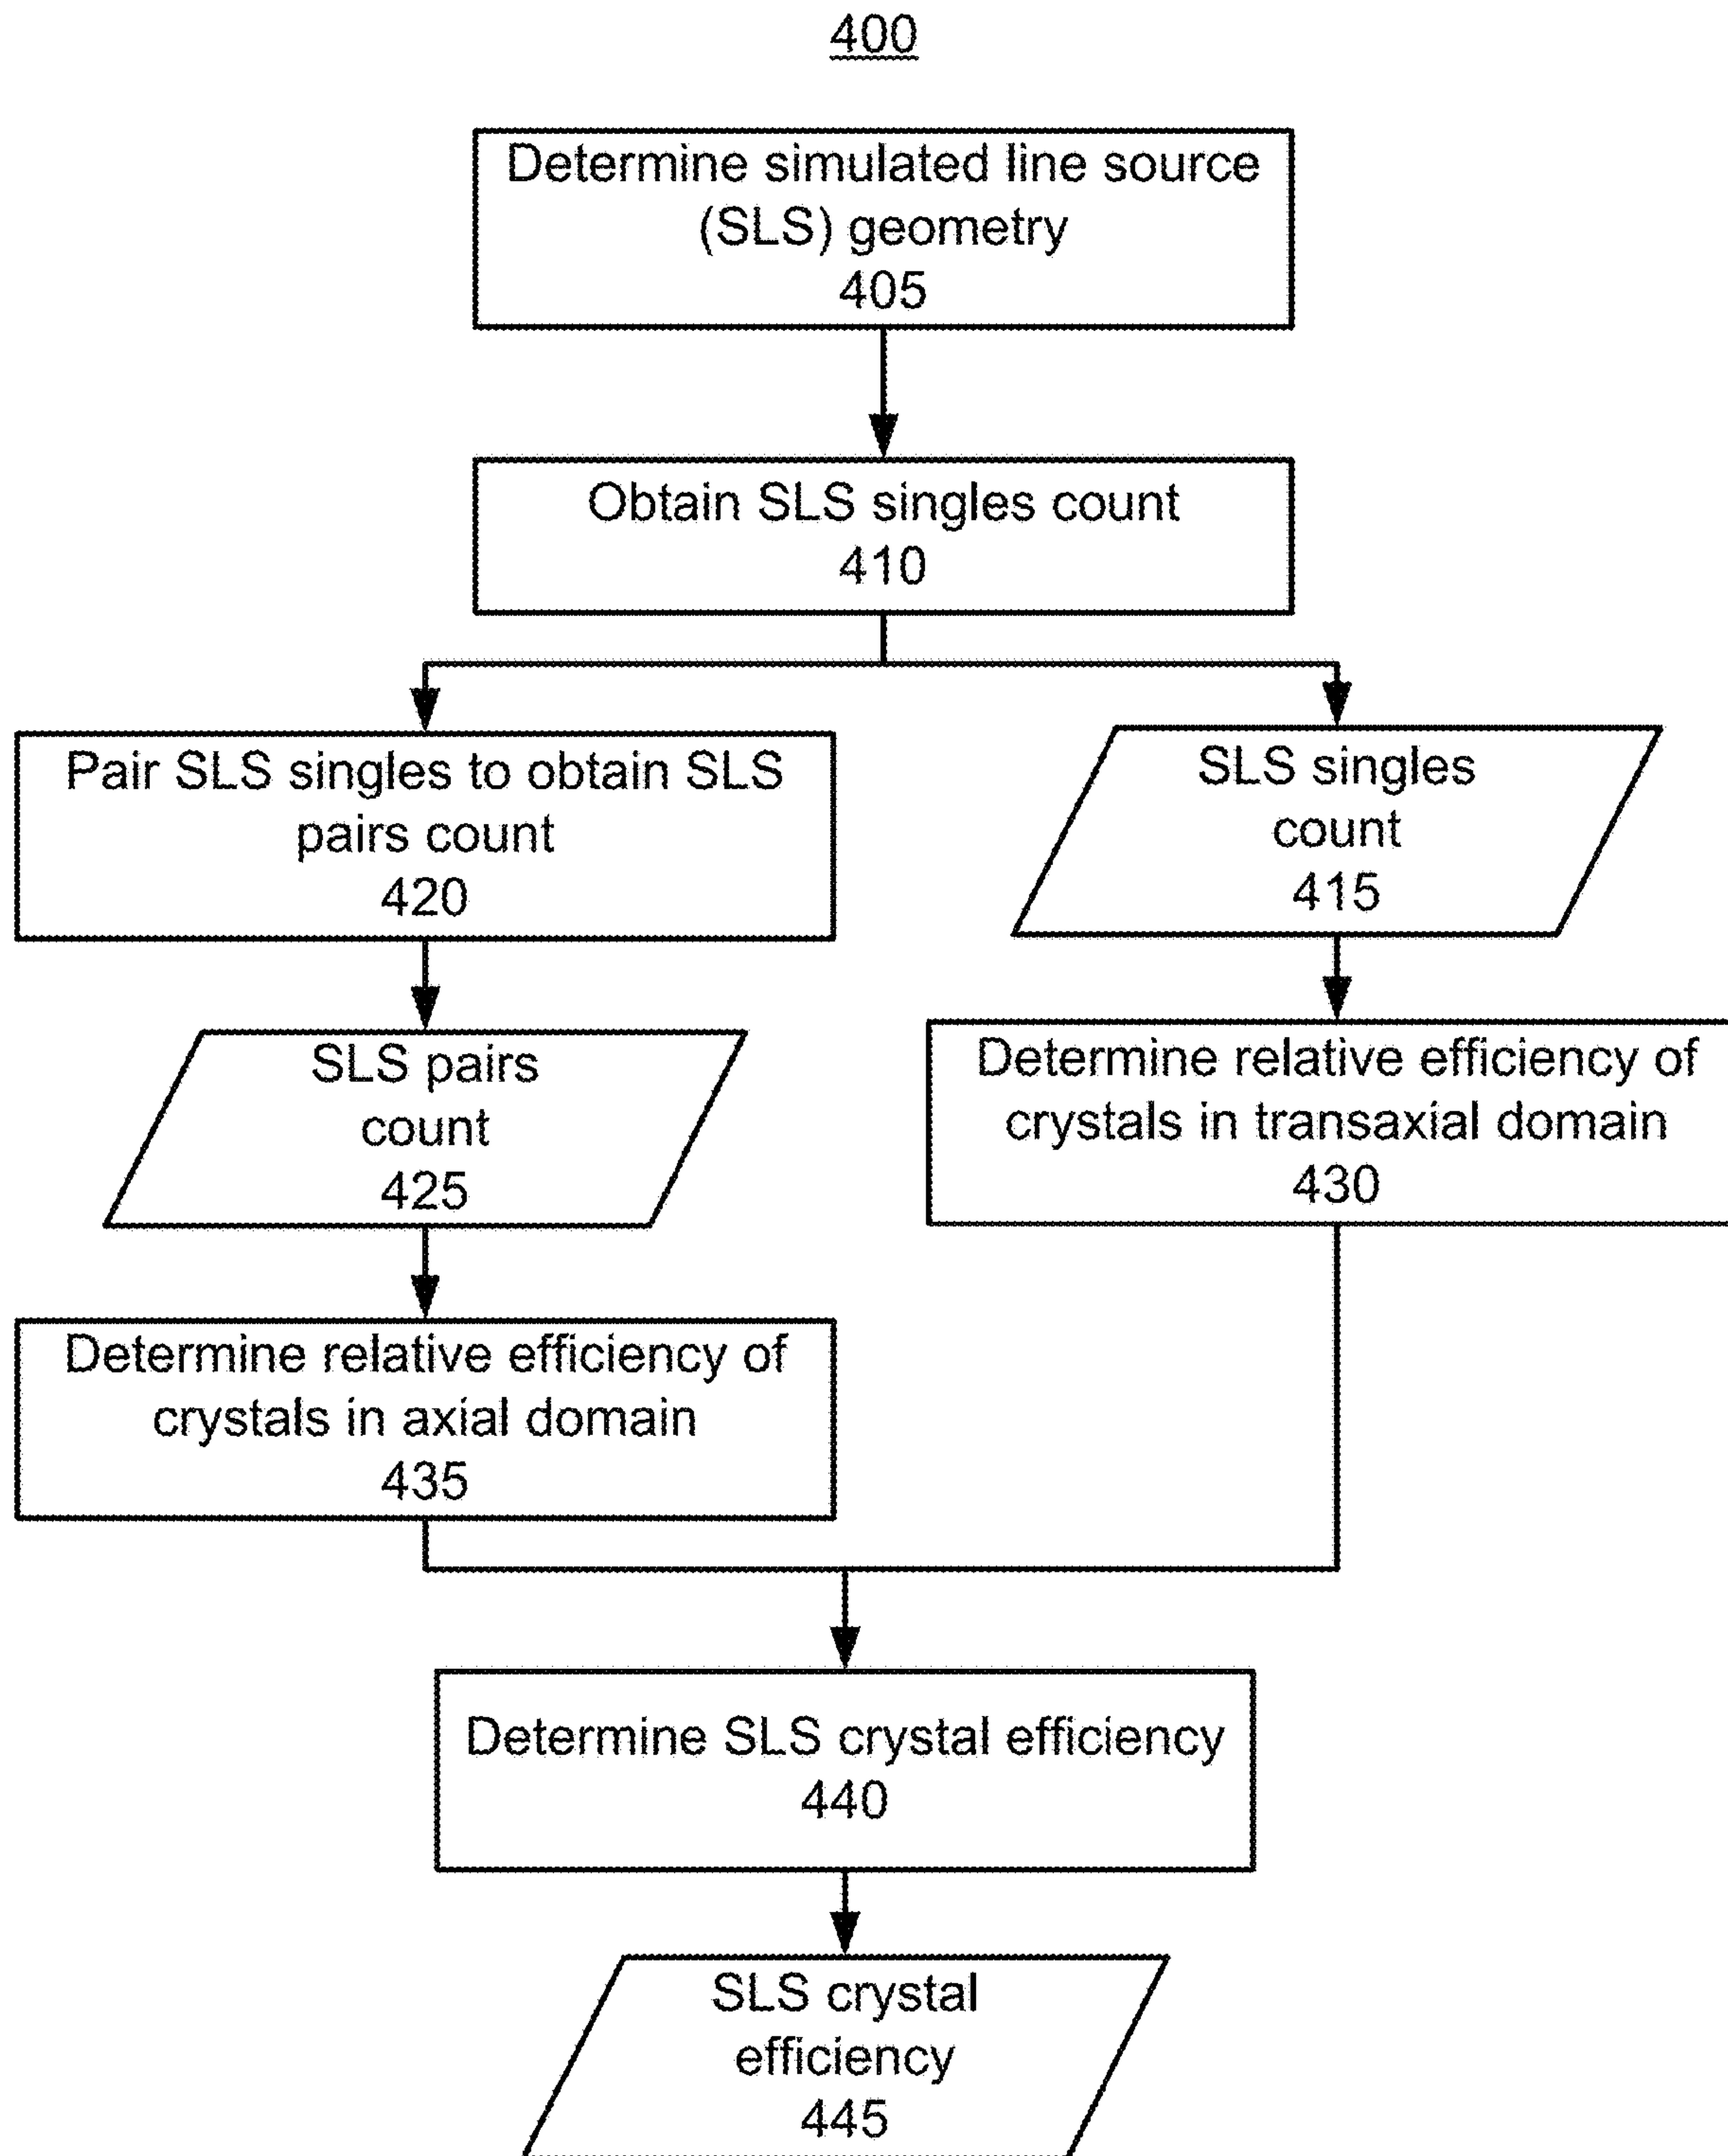 400
Determine simulated line source
(SLS) geometry
405
Obtain SLS singles count
410
Pair SLS singles to obtain SLS
pairs count
420
SLS singles
count
415
SLS pairs
count
425
Determine relative efficiency of
crystals in transaxial domain
430
Determine relative efficiency of
crystals in axial domain
435
Determine SLS crystal efficiency
440
SLS crystal
efficiency
445